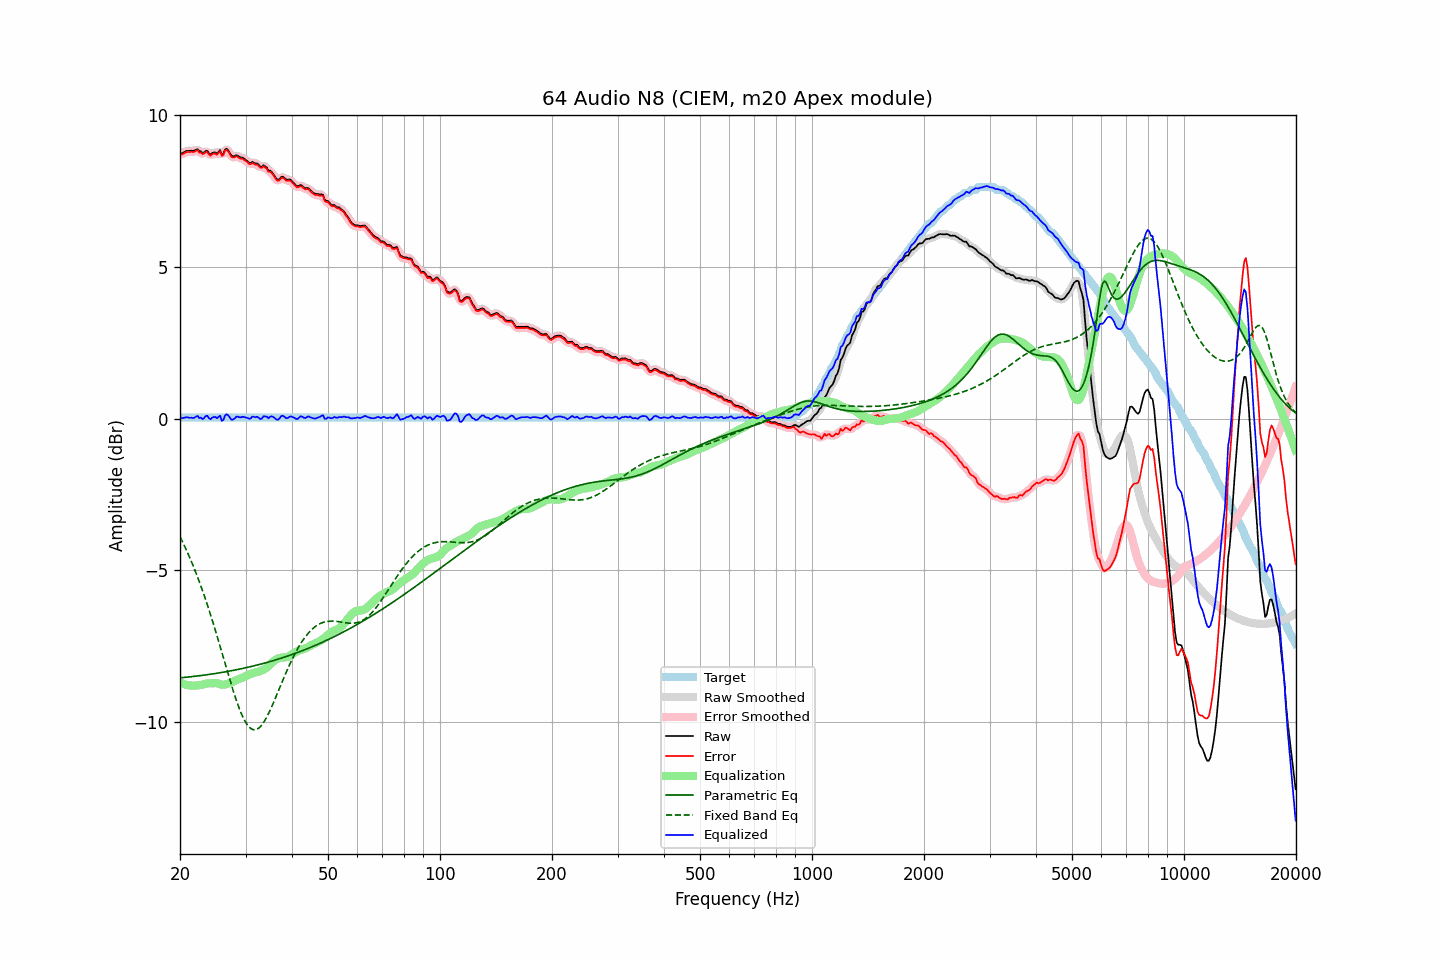 64 Audio N8 (CIEM, m20 Apex module)
10
5
0
−5
−10
Amplitude (dBr)
Target
Raw Smoothed
Error Smoothed
Raw
Error
Equalization
Parametric Eq
Fixed Band Eq
Equalized
20 50 100 200 500 1000 2000 5000 10000 20000
Frequency (Hz)